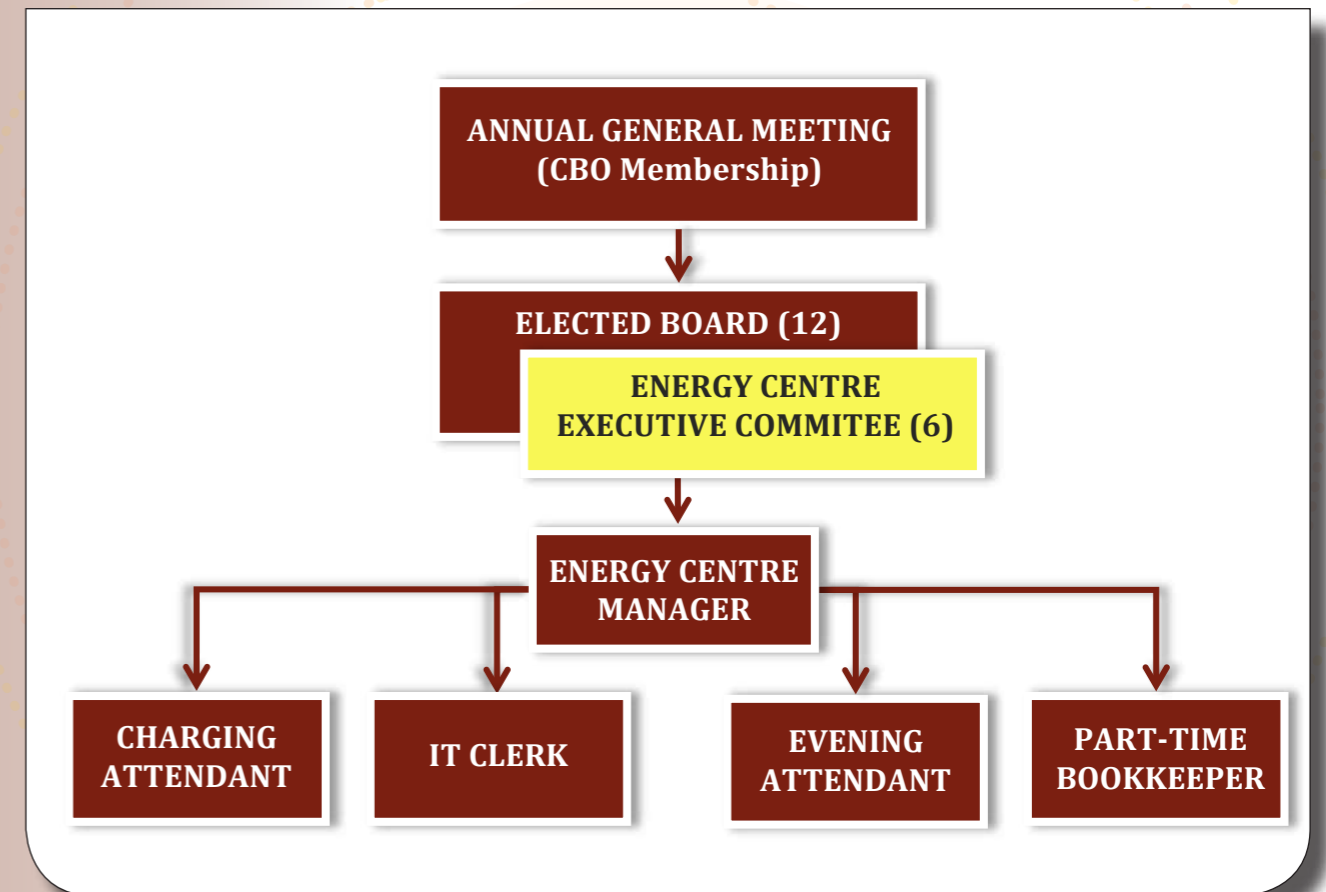 ANNUAL GENERAL MEETING
(CBO Membership)
ELECTED BOARD (12)
ENERGY CENTRE
EXECUTIVE COMMITEE (6)
ENERGY CENTRE
MANAGER
CHARGING
ATTENDANT
IT CLERK
EVENING
ATTENDANT
PART-TIME
BOOKKEEPER